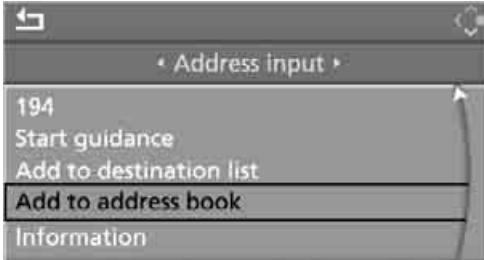 Address input
194
Start guidance
Add to destination list
Add to address book
Information